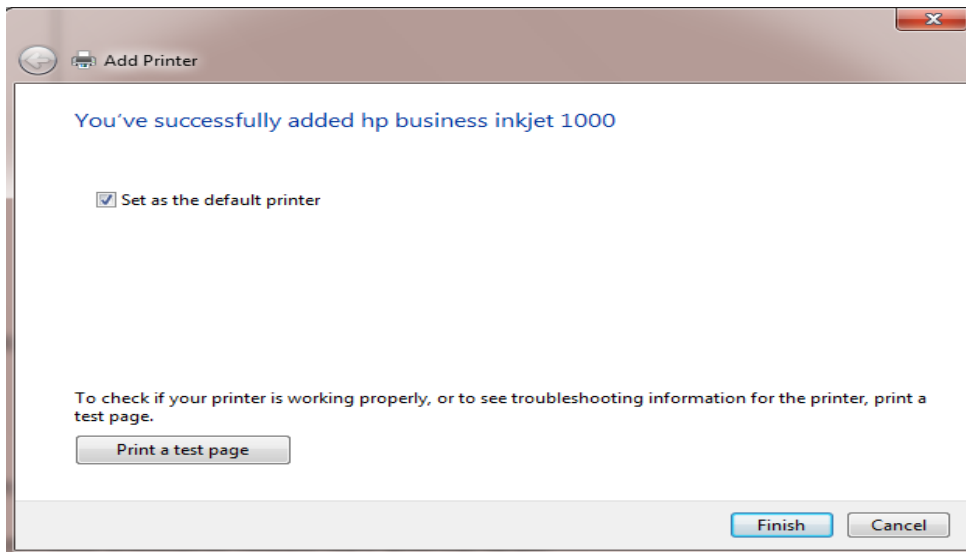 Add Printer
You've successfully added hp business inkjet 1000
Set as the default printer
To check if your printer is working properly, or to see troubleshooting information for the printer, print a
test page.
Print a test page
Finish
Cancel